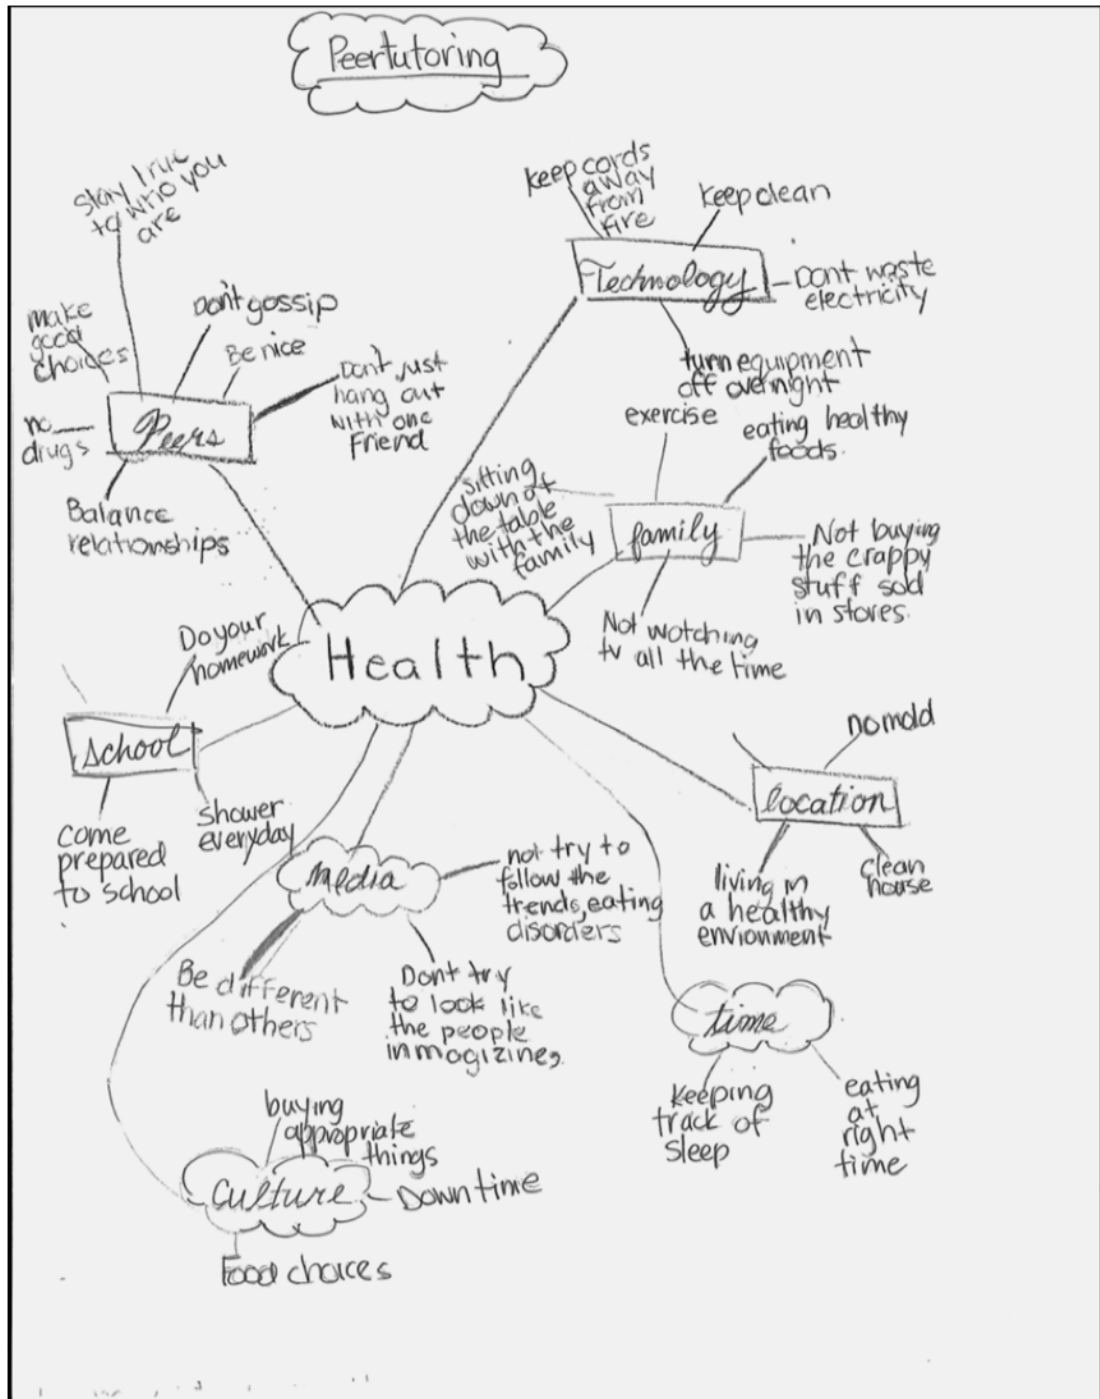 Peertutoring
stay true
to who you
are
make
good
choices
Don't gossip
Be nice
Don't just
hang out
with one
Friend
no
drugs
Peers
Balance
relationships
keep cords
away
from
fire
keep clean
Technology
Dont waste
electricity
turn equipment
off overnight
exercise
eating healthy
foods.
sitting
down at
the table
with the
family
family
Not buying
the crappy
stuff sold
in stores.
Not watching
tv all the time
Health
Do your
homework
school
come
prepared
to school
shower
everyday
no mold
location
living in
a healthy
envionment
clean
house
media
not try to
follow the
trends, eating
disorders
Be different
than others
Dont try
to look like
the people
in magizines
time
keeping
track of
sleep
eating
at
right
time
buying
appropriate
things
culture
Down time
Food choices